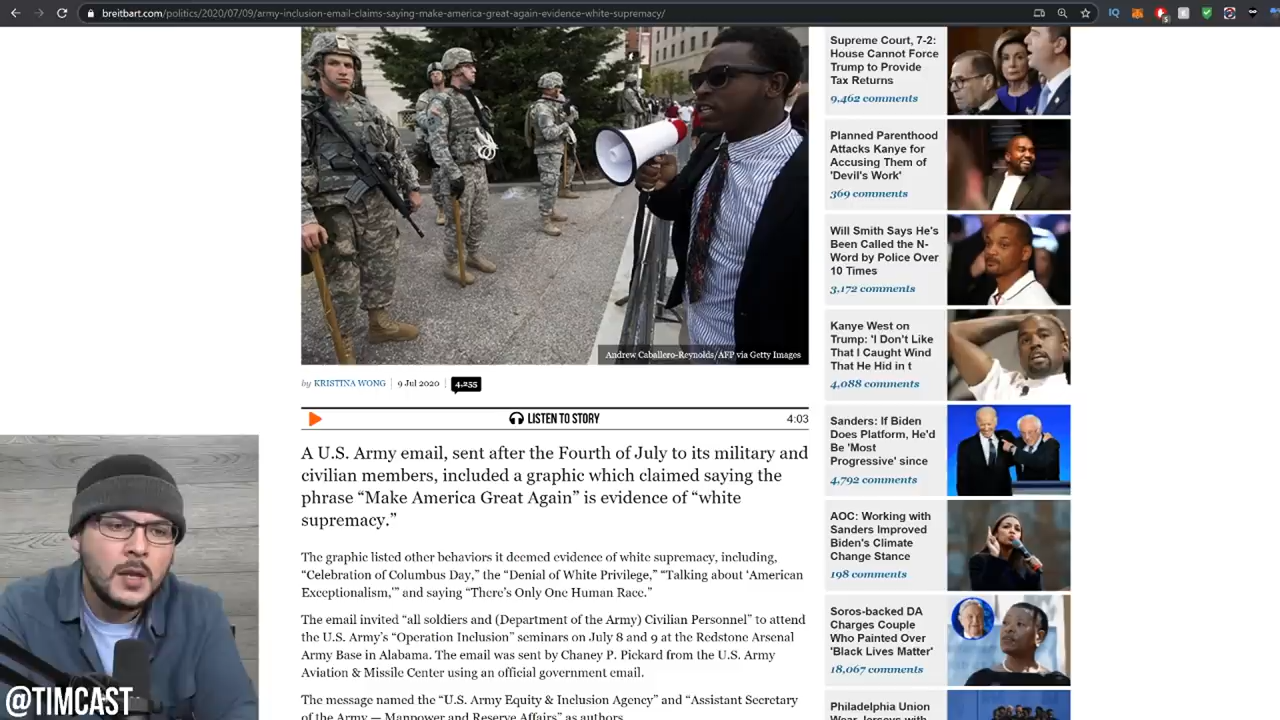 breitbart.com/politics/2020/07/09/army-inclusion-email-claims-saying-make-america-great-again-evidence-white-supremacy/
Andrew Caballero-Reynolds/AFP via Getty Images
by KRISTINA WONG 9 Jul 2020 4,255
LISTEN TO STORY 4:03
A U.S. Army email, sent after the Fourth of July to its military and
civilian members, included a graphic which claimed saying the
phrase “Make America Great Again” is evidence of “white
supremacy.”
The graphic listed other behaviors it deemed evidence of white supremacy, including,
“Celebration of Columbus Day,” the “Denial of White Privilege,” “Talking about ‘American
Exceptionalism,’” and saying “There’s Only One Human Race.”
The email invited “all soldiers and (Department of the Army) Civilian Personnel” to attend
the U.S. Army’s “Operation Inclusion” seminars on July 8 and 9 at the Redstone Arsenal
Army Base in Alabama. The email was sent by Chaney P. Pickard from the U.S. Army
Aviation & Missile Center using an official government email.
The message named the “U.S. Army Equity & Inclusion Agency” and “Assistant Secretary
of the Army — Manpower and Reserve Affairs” as authors.
Supreme Court, 7-2:
House Cannot Force
Trump to Provide
Tax Returns
9,462 comments
Planned Parenthood
Attacks Kanye for
Accusing Them of
'Devil's Work'
369 comments
Will Smith Says He's
Been Called the N-
Word by Police Over
10 Times
3,172 comments
Kanye West on
Trump: 'I Don't Like
That I Caught Wind
That He Hid in t
4,088 comments
Sanders: If Biden
Does Platform, He'd
Be 'Most
Progressive' since
4,792 comments
AOC: Working with
Sanders Improved
Biden's Climate
Change Stance
198 comments
Soros-backed DA
Charges Couple
Who Painted Over
'Black Lives Matter'
18,067 comments
Philadelphia Union
Wear Jerseys with
@TIMCAST